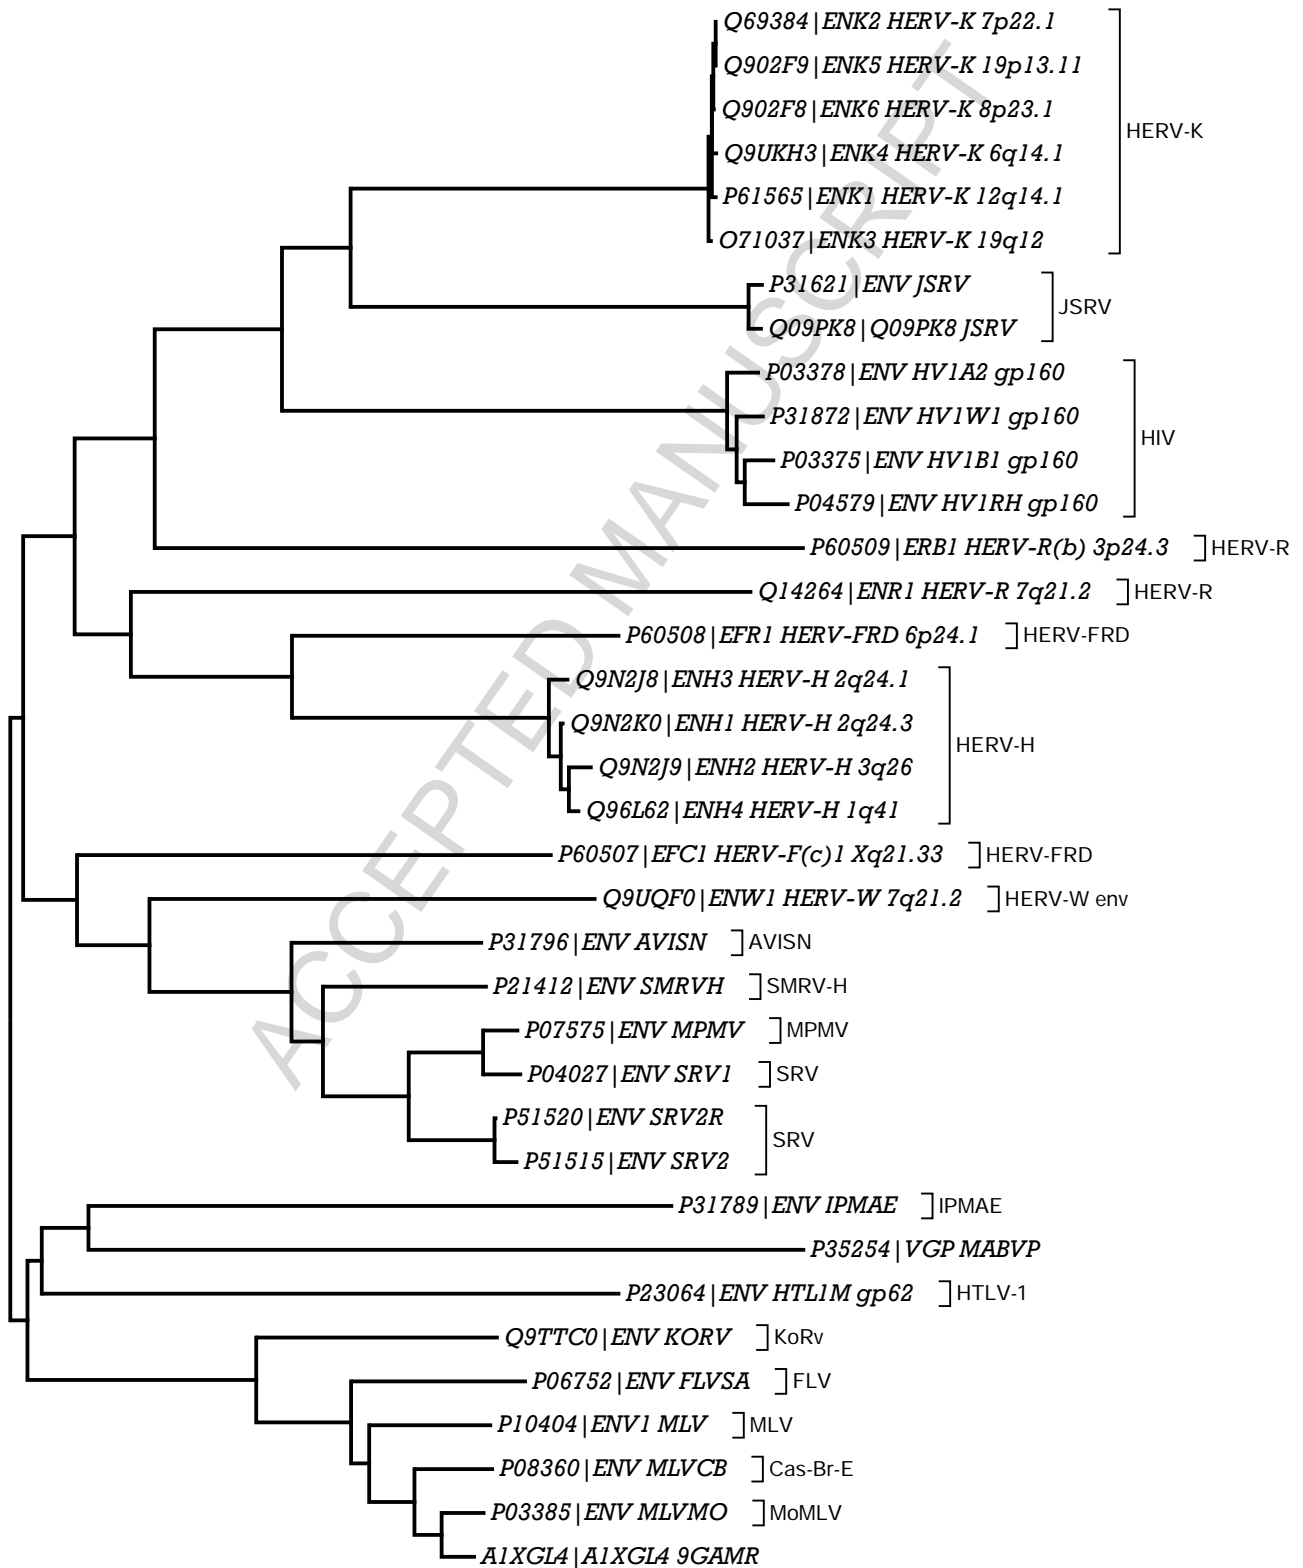 Q69384|ENK2 HERV-K 7p22.1
Q902F9|ENK5 HERV-K 19p13.11
Q902F8|ENK6 HERV-K 8p23.1
HERV-K
Q9UKH3|ENK4 HERV-K 6q14.1
P61565|ENK1 HERV-K 12q14.1
O71037|ENK3 HERV-K 19q12
P31621|ENV JSRV
JSRV
Q09PK8|Q09PK8 JSRV
P03378|ENV HV1A2 gp160
P31872|ENV HV1W1 gp160
HIV
P03375|ENV HV1B1 gp160
P04579|ENV HV1RH gp160
P60509|ERB1 HERV-R(b) 3p24.3 HERV-R
Q14264|ENR1 HERV-R 7q21.2 HERV-R
P60508|EFR1 HERV-FRD 6p24.1 HERV-FRD
Q9N2J8|ENH3 HERV-H 2q24.1
Q9N2K0|ENH1 HERV-H 2q24.3
HERV-H
Q9N2J9|ENH2 HERV-H 3q26
Q96L62|ENH4 HERV-H 1q41
P60507|EFC1 HERV-F(c)1 Xq21.33 HERV-FRD
Q9UQF0|ENW1 HERV-W 7q21.2 HERV-W env
P31796|ENV AVISN AVISN
P21412|ENV SMRVH SMRV-H
P07575|ENV MPMV MPMV
P04027|ENV SRV1 SRV
P51520|ENV SRV2R
SRV
P51515|ENV SRV2
P31789|ENV IPMAE IPMAE
P35254|VGP MABVP
P23064|ENV HTL1M gp62 HTLV-1
Q9TTC0|ENV KORV KoRv
P06752|ENV FLVSA FLV
P10404|ENV1 MLV MLV
P08360|ENV MLVCB Cas-Br-E
P03385|ENV MLVMO MoMLV
A1XGL4|A1XGL4 9GAMR
ACCEPTED MANUSCRIPT